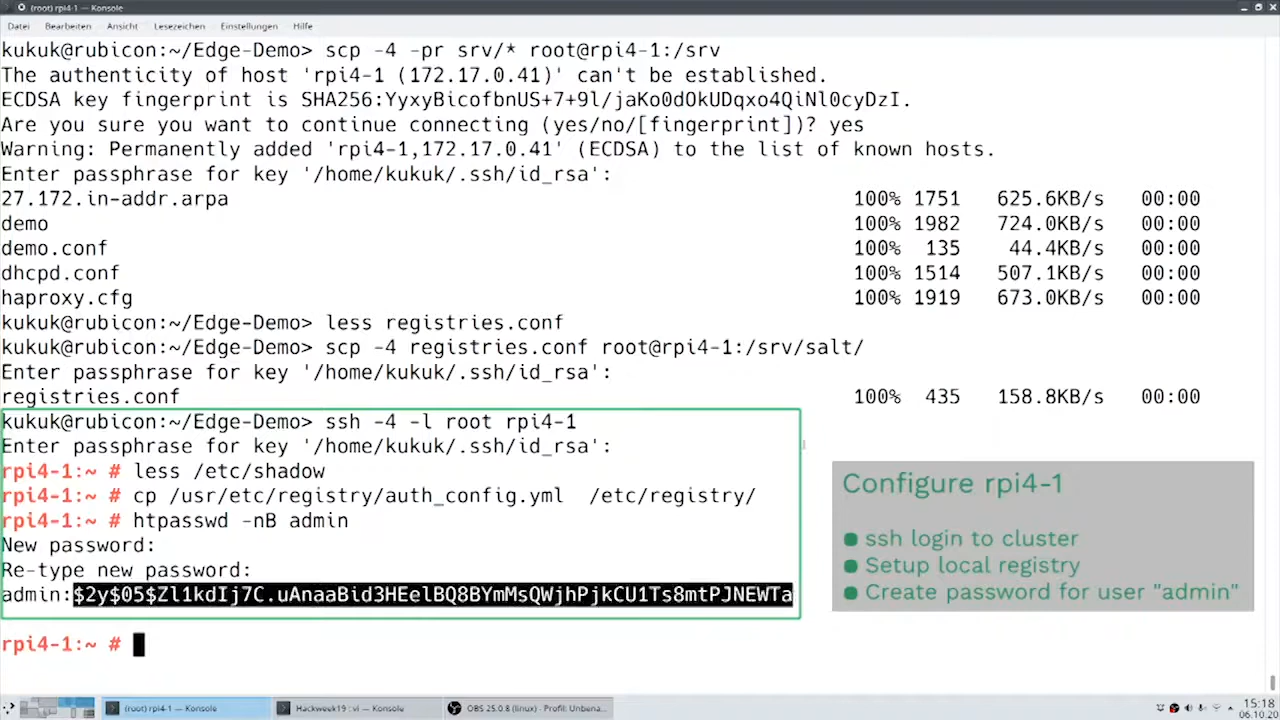 (root) rpi4-1 — Konsole
Datei Bearbeiten Ansicht Lesezeichen Einstellungen Hilfe
kukuk@rubicon:~/Edge-Demo> scp -4 -pr srv/* root@rpi4-1:/srv
The authenticity of host 'rpi4-1 (172.17.0.41)' can't be established.
ECDSA key fingerprint is SHA256:YyxyBicofbnUS+7+9l/jaKo0dOkUDqxo4QiNl0cyDzI.
Are you sure you want to continue connecting (yes/no/[fingerprint])? yes
Warning: Permanently added 'rpi4-1,172.17.0.41' (ECDSA) to the list of known hosts.
Enter passphrase for key '/home/kukuk/.ssh/id_rsa':
27.172.in-addr.arpa 100% 1751 625.6KB/s 00:00
demo 100% 1982 724.0KB/s 00:00
demo.conf 100% 135 44.4KB/s 00:00
dhcpd.conf 100% 1514 507.1KB/s 00:00
haproxy.cfg 100% 1919 673.0KB/s 00:00
kukuk@rubicon:~/Edge-Demo> less registries.conf
kukuk@rubicon:~/Edge-Demo> scp -4 registries.conf root@rpi4-1:/srv/salt/
Enter passphrase for key '/home/kukuk/.ssh/id_rsa':
registries.conf 100% 435 158.8KB/s 00:00
kukuk@rubicon:~/Edge-Demo> ssh -4 -l root rpi4-1
Enter passphrase for key '/home/kukuk/.ssh/id_rsa':
rpi4-1:~ # less /etc/shadow
rpi4-1:~ # cp /usr/etc/registry/auth_config.yml /etc/registry/
rpi4-1:~ # htpasswd -nB admin
New password:
Re-type new password:
admin:$2y$05$Zl1kdIj7C.uAnaaBid3HEelBQ8BYmMsQWjhPjkCU1Ts8mtPJNEWTa
rpi4-1:~ #
Configure rpi4-1
● ssh login to cluster
● Setup local registry
● Create password for user "admin"
(root) rpi4-1 — Konsole
Hackweek19 : vi — Konsole
OBS 25.0.8 (linux) - Profil: Unbena...
15:18
06.10.20